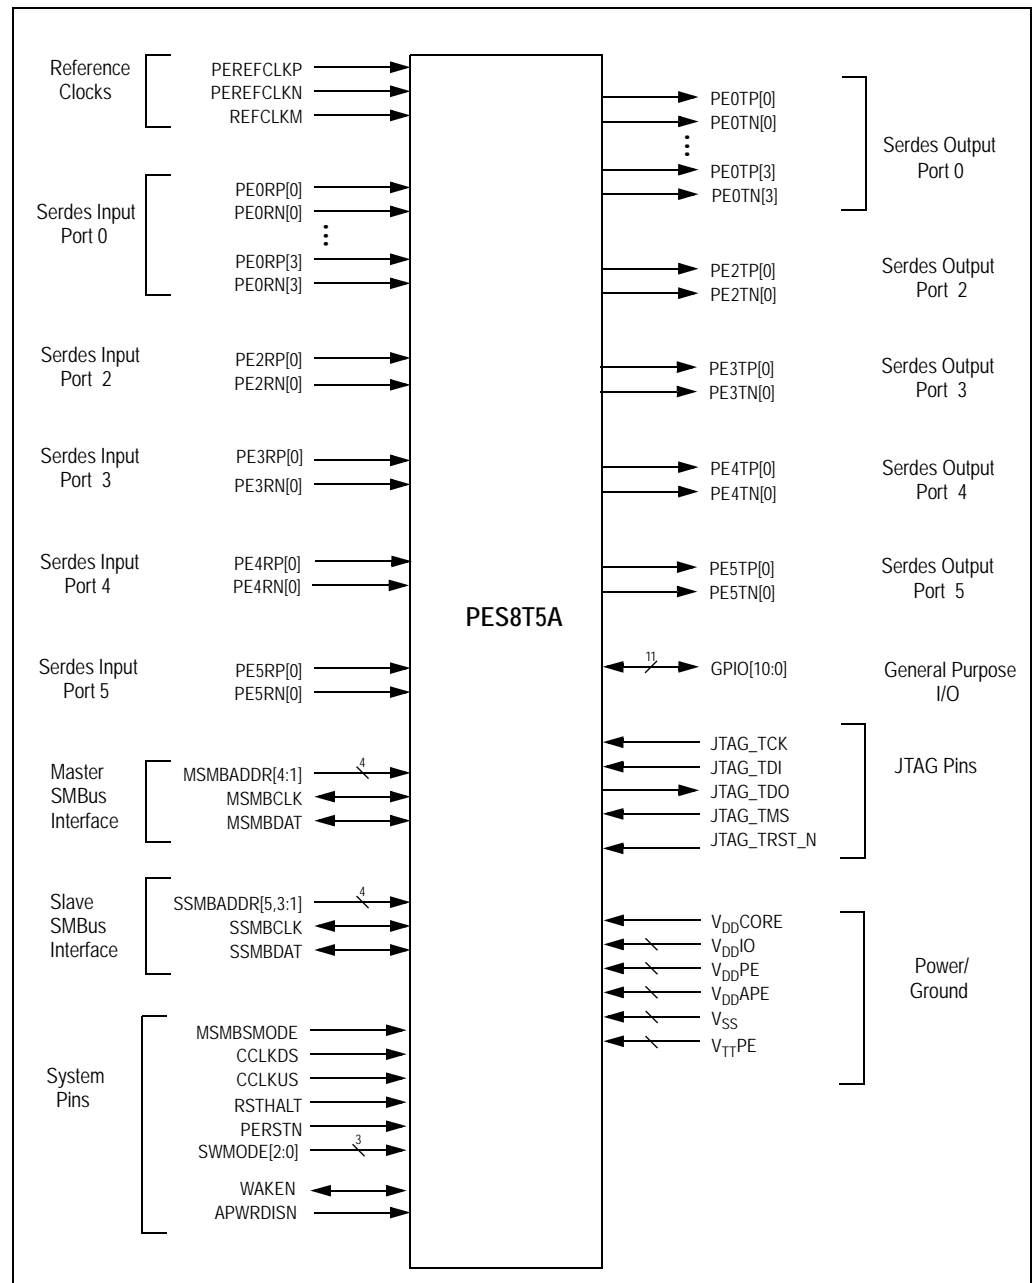 Reference
Clocks
PEREFCLKP
PEREFCLKN
REFCLKM
Serdes Input
Port 0
PE0RP[0]
PE0RN[0]
PE0RP[3]
PE0RN[3]
Serdes Input
Port 2
PE2RP[0]
PE2RN[0]
Serdes Input
Port 3
PE3RP[0]
PE3RN[0]
Serdes Input
Port 4
PE4RP[0]
PE4RN[0]
Serdes Input
Port 5
PE5RP[0]
PE5RN[0]
Master
SMBus
Interface
MSMBADDR[4:1]
4
MSMBCLK
MSMBDAT
Slave
SMBus
Interface
SSMBADDR[5,3:1]
4
SSMBCLK
SSMBDAT
System
Pins
MSMBSMODE
CCLKDS
CCLKUS
RSTHALT
PERSTN
SWMODE[2:0]
3
WAKEN
APWRDISN
PES8T5A
PE0TP[0]
PE0TN[0]
PE0TP[3]
PE0TN[3]
Serdes Output
Port 0
PE2TP[0]
PE2TN[0]
Serdes Output
Port 2
PE3TP[0]
PE3TN[0]
Serdes Output
Port 3
PE4TP[0]
PE4TN[0]
Serdes Output
Port 4
PE5TP[0]
PE5TN[0]
Serdes Output
Port 5
11
GPIO[10:0]
General Purpose
I/O
JTAG_TCK
JTAG_TDI
JTAG_TDO
JTAG_TMS
JTAG_TRST_N
JTAG Pins
VDDCORE
VDDIO
VDDPE
VDDAPE
VSS
VTTPE
Power/
Ground